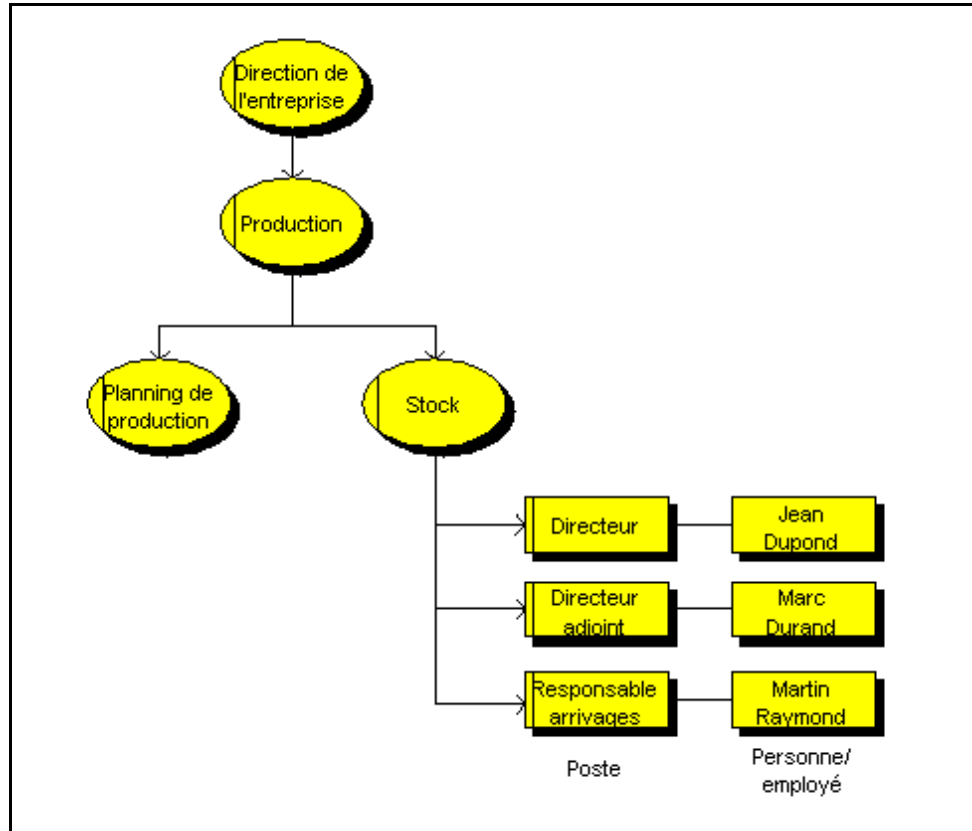 Direction de
l'entreprise
Production
Planning de
production
Stock
Directeur
Jean
Dupond
Directeur
adioint
Marc
Durand
Responsable
arrivages
Martin
Raymond
Poste
Personne/
employé